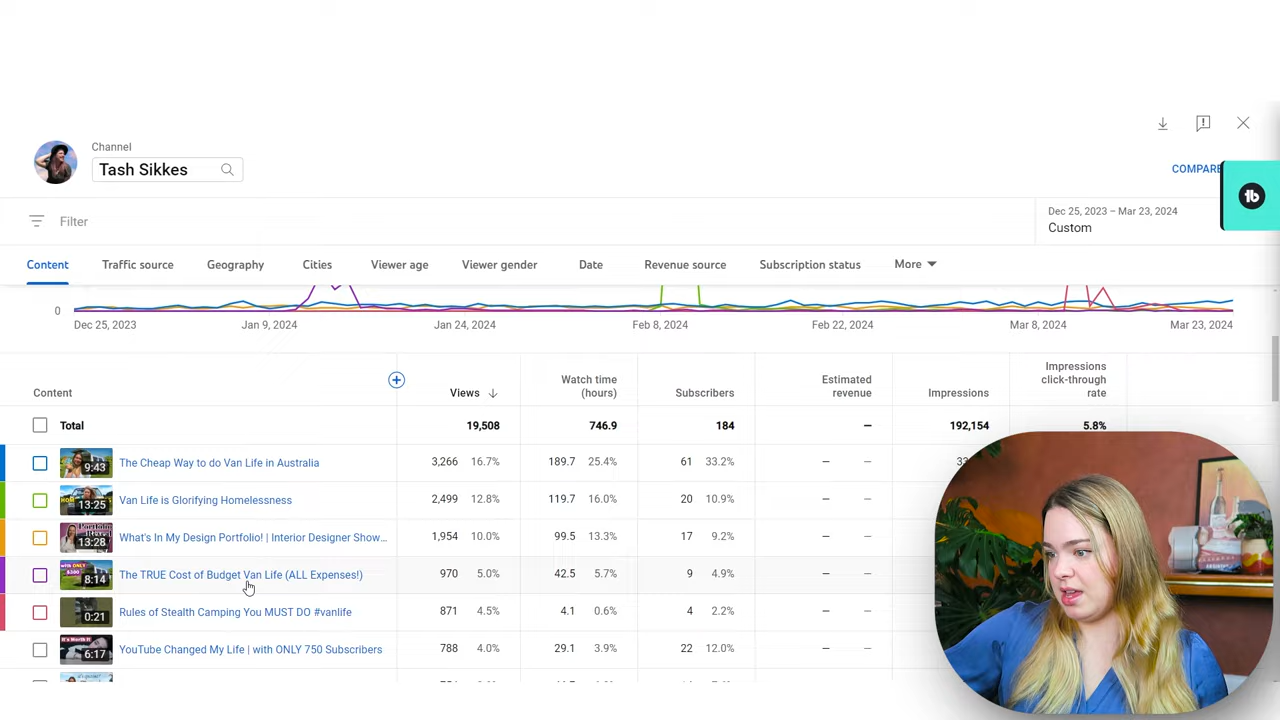 Channel
Tash Sikkes
COMPARE
Filter
Dec 25, 2023 – Mar 23, 2024
Custom
Content Traffic source Geography Cities Viewer age Viewer gender Date Revenue source Subscription status More
0
Dec 25, 2023 Jan 9, 2024 Jan 24, 2024 Feb 8, 2024 Feb 22, 2024 Mar 8, 2024 Mar 23, 2024
Content Views Watch time (hours) Subscribers Estimated revenue Impressions Impressions click-through rate
Total 19,508 746.9 184 — 192,154 5.8%
9:43 The Cheap Way to do Van Life in Australia 3,266 16.7% 189.7 25.4% 61 33.2% — —
13:25 Van Life is Glorifying Homelessness 2,499 12.8% 119.7 16.0% 20 10.9% — —
13:28 What's In My Design Portfolio! | Interior Designer Show... 1,954 10.0% 99.5 13.3% 17 9.2% — —
8:14 The TRUE Cost of Budget Van Life (ALL Expenses!) 970 5.0% 42.5 5.7% 9 4.9% — —
0:21 Rules of Stealth Camping You MUST DO #vanlife 871 4.5% 4.1 0.6% 4 2.2% — —
6:17 YouTube Changed My Life | with ONLY 750 Subscribers 788 4.0% 29.1 3.9% 22 12.0% — —